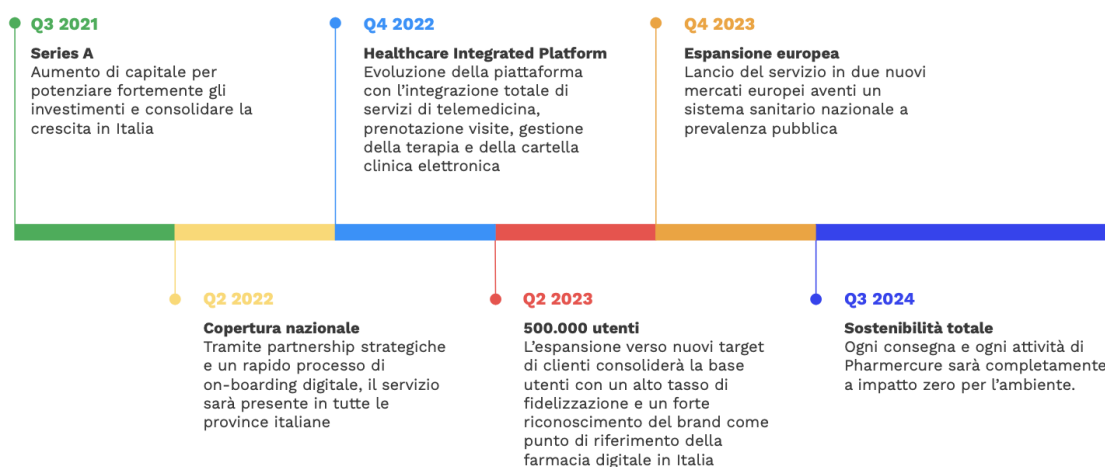 Q3 2021
Series A
Aumento di capitale per
potenziare fortemente gli
investimenti e consolidare la
crescita in Italia
Q4 2022
Healthcare Integrated Platform
Evoluzione della piattaforma
con l’integrazione totale di
servizi di telemedicina,
prenotazione visite, gestione
della terapia e della cartella
clinica elettronica
Q4 2023
Espansione europea
Lancio del servizio in due nuovi
mercati europei aventi un
sistema sanitario nazionale a
prevalenza pubblica
Q2 2022
Copertura nazionale
Tramite partnership strategiche
e un rapido processo di
on-boarding digitale, il servizio
sarà presente in tutte le
province italiane
Q2 2023
500.000 utenti
L’espansione verso nuovi target
di clienti consoliderà la base
utenti con un alto tasso di
fidelizzazione e un forte
riconoscimento del brand come
punto di riferimento della
farmacia digitale in Italia
Q3 2024
Sostenibilità totale
Ogni consegna e ogni attività di
Pharmercure sarà completamente
a impatto zero per l’ambiente.